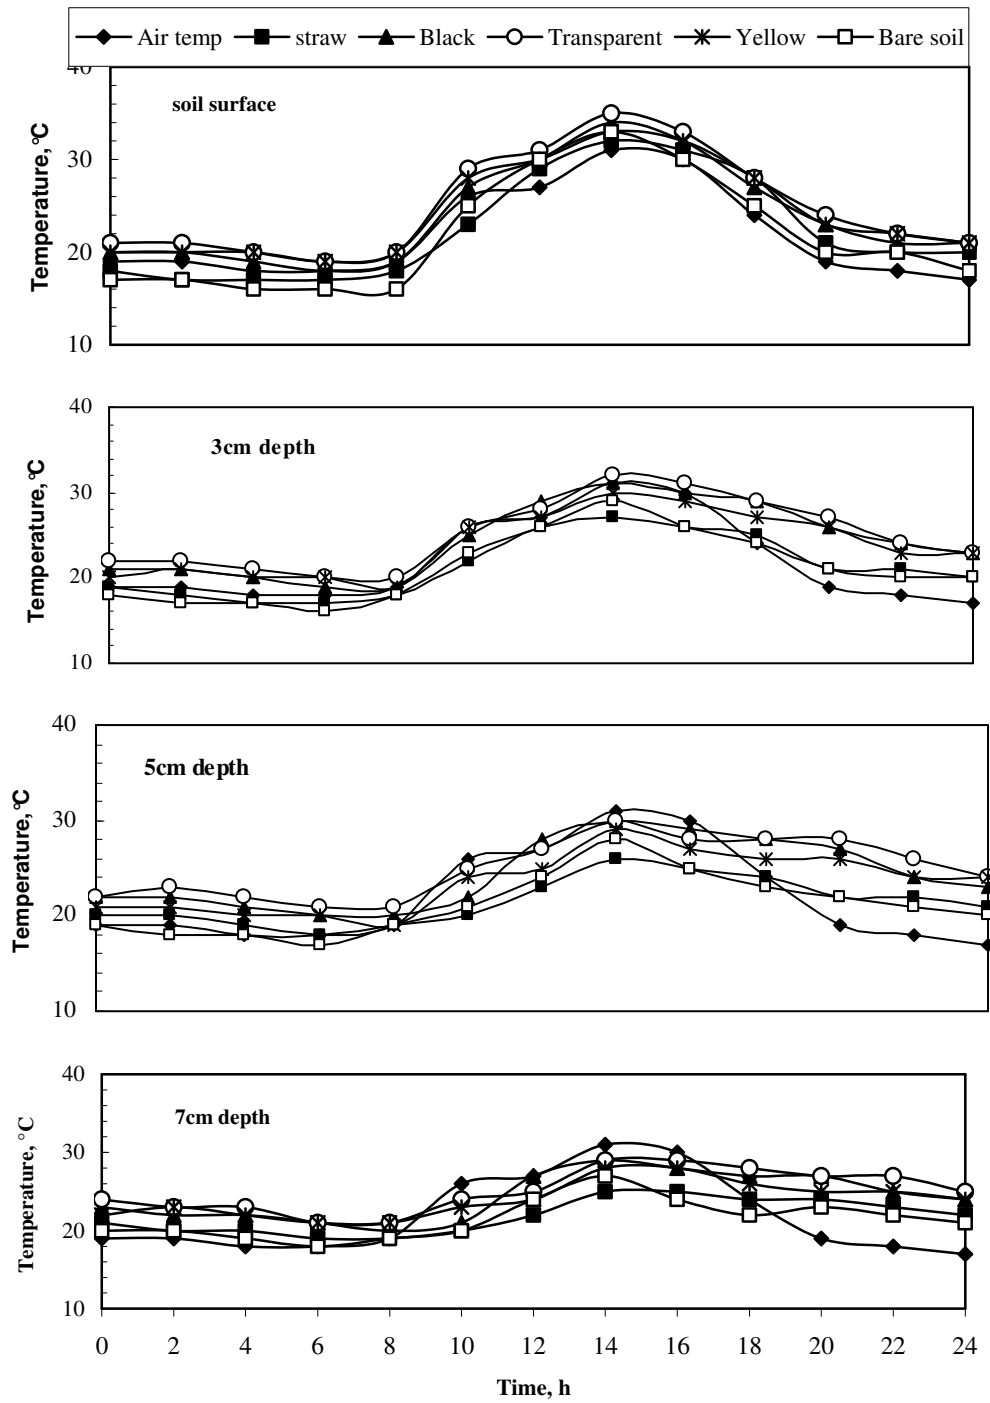 Air temp straw Black Transparent Yellow Bare soil
40
soil surface
30
20
10
Temperature, °C
40
3cm depth
30
20
10
Temperature, °C
40
5cm depth
30
20
10
Temperature, °C
40
7cm depth
30
20
10
Temperature, °C
0 2 4 6 8 10 12 14 16 18 20 22 24
Time, h